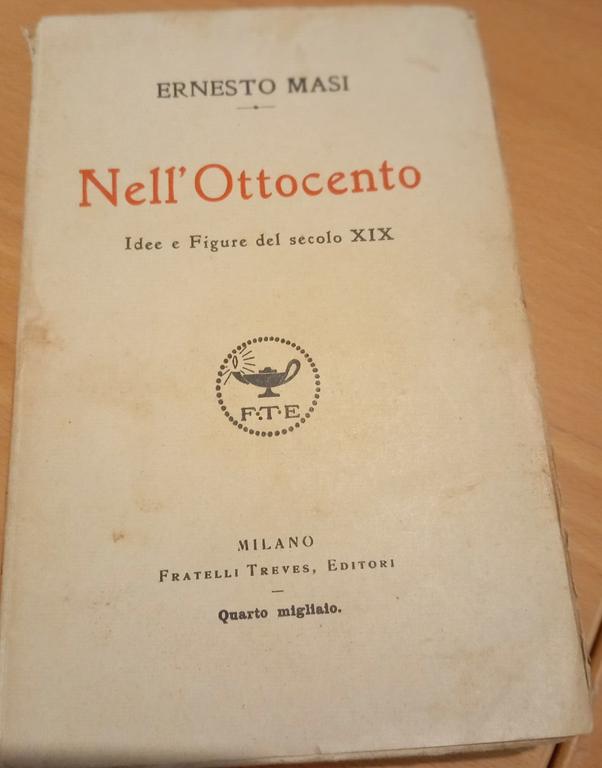 ERNESTO MASI
Nell'Ottocento
Idee e Figure del secolo XIX
F.T.E.
MILANO
FRATELLI TREVES, EDITORI
Quarto migliaio.